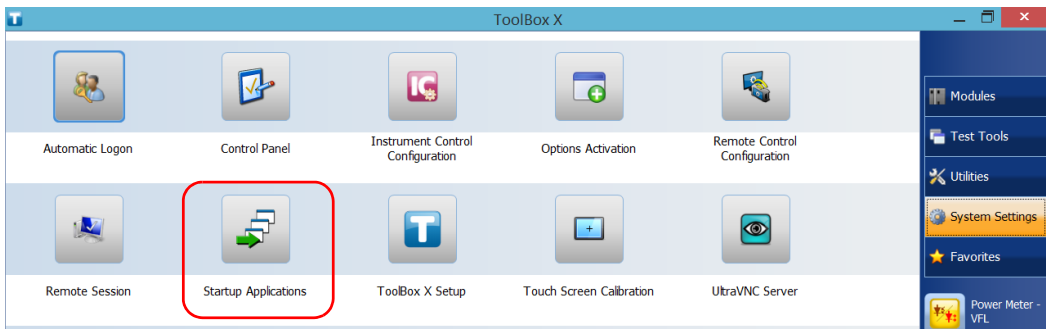 T
ToolBox X
Automatic Logon
Control Panel
IC
Instrument Control
Configuration
Options Activation
Remote Control
Configuration
Remote Session
Startup Applications
T
ToolBox X Setup
Touch Screen Calibration
UltraVNC Server
Modules
Test Tools
Utilities
System Settings
Favorites
Power Meter -
VFL